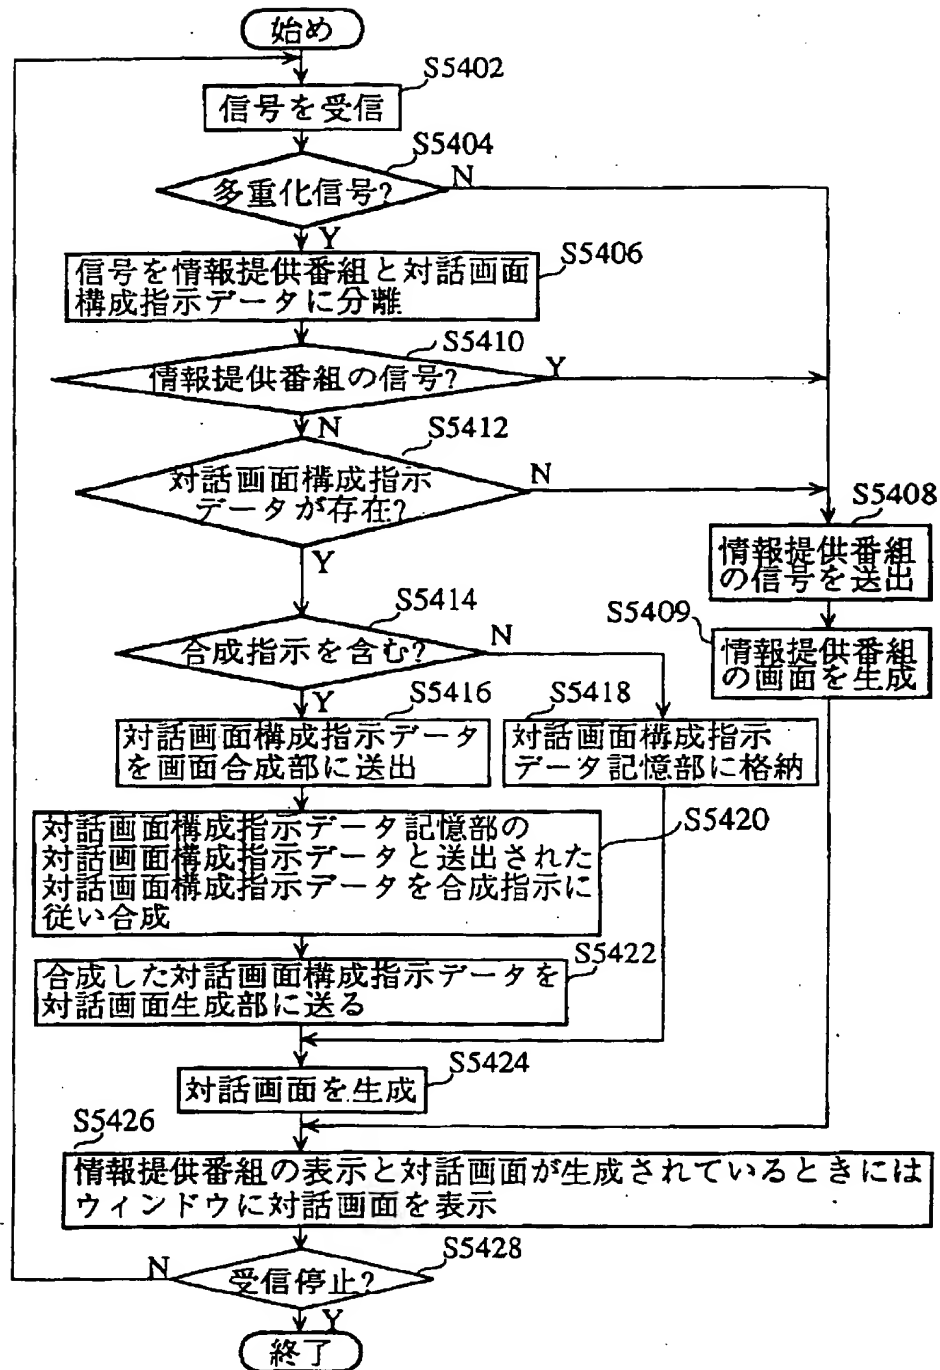 始め
S5402
信号を受信
S5404
多重化信号?
N
Y
S5406
信号を情報提供番組と対話画面
構成指示データに分離
S5410
情報提供番組の信号?
Y
N
S5412
対話画面構成指示
データが存在?
N
Y
S5408
情報提供番組
の信号を送出
S5409
情報提供番組
の画面を生成
S5414
合成指示を含む?
N
Y
S5416
対話画面構成指示データ
を画面合成部に送出
S5418
対話画面構成指示
データ記憶部に格納
S5420
対話画面構成指示データ記憶部の
対話画面構成指示データと送出された
対話画面構成指示データを合成指示に
従い合成
S5422
合成した対話画面構成指示データを
対話画面生成部に送る
S5424
対話画面を生成
S5426
情報提供番組の表示と対話画面が生成されているときには
ウィンドウに対話画面を表示
S5428
受信停止?
N
Y
終了